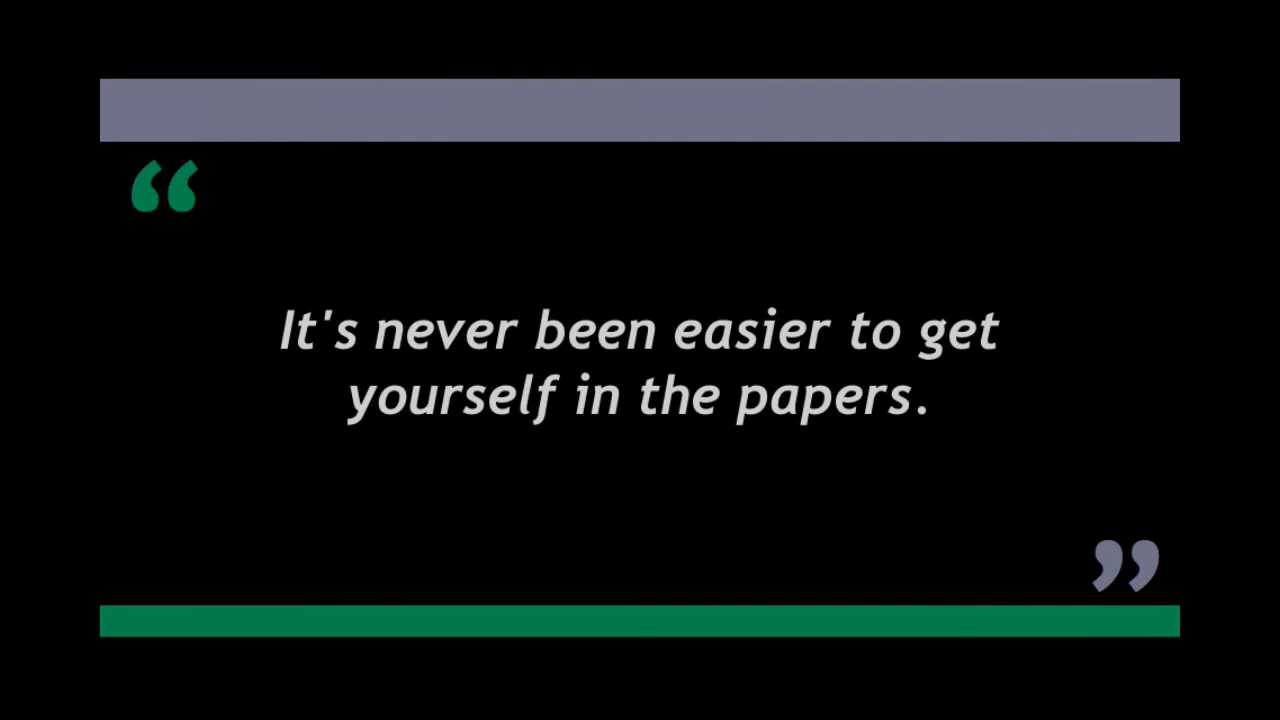 “
It's never been easier to get
yourself in the papers.
”